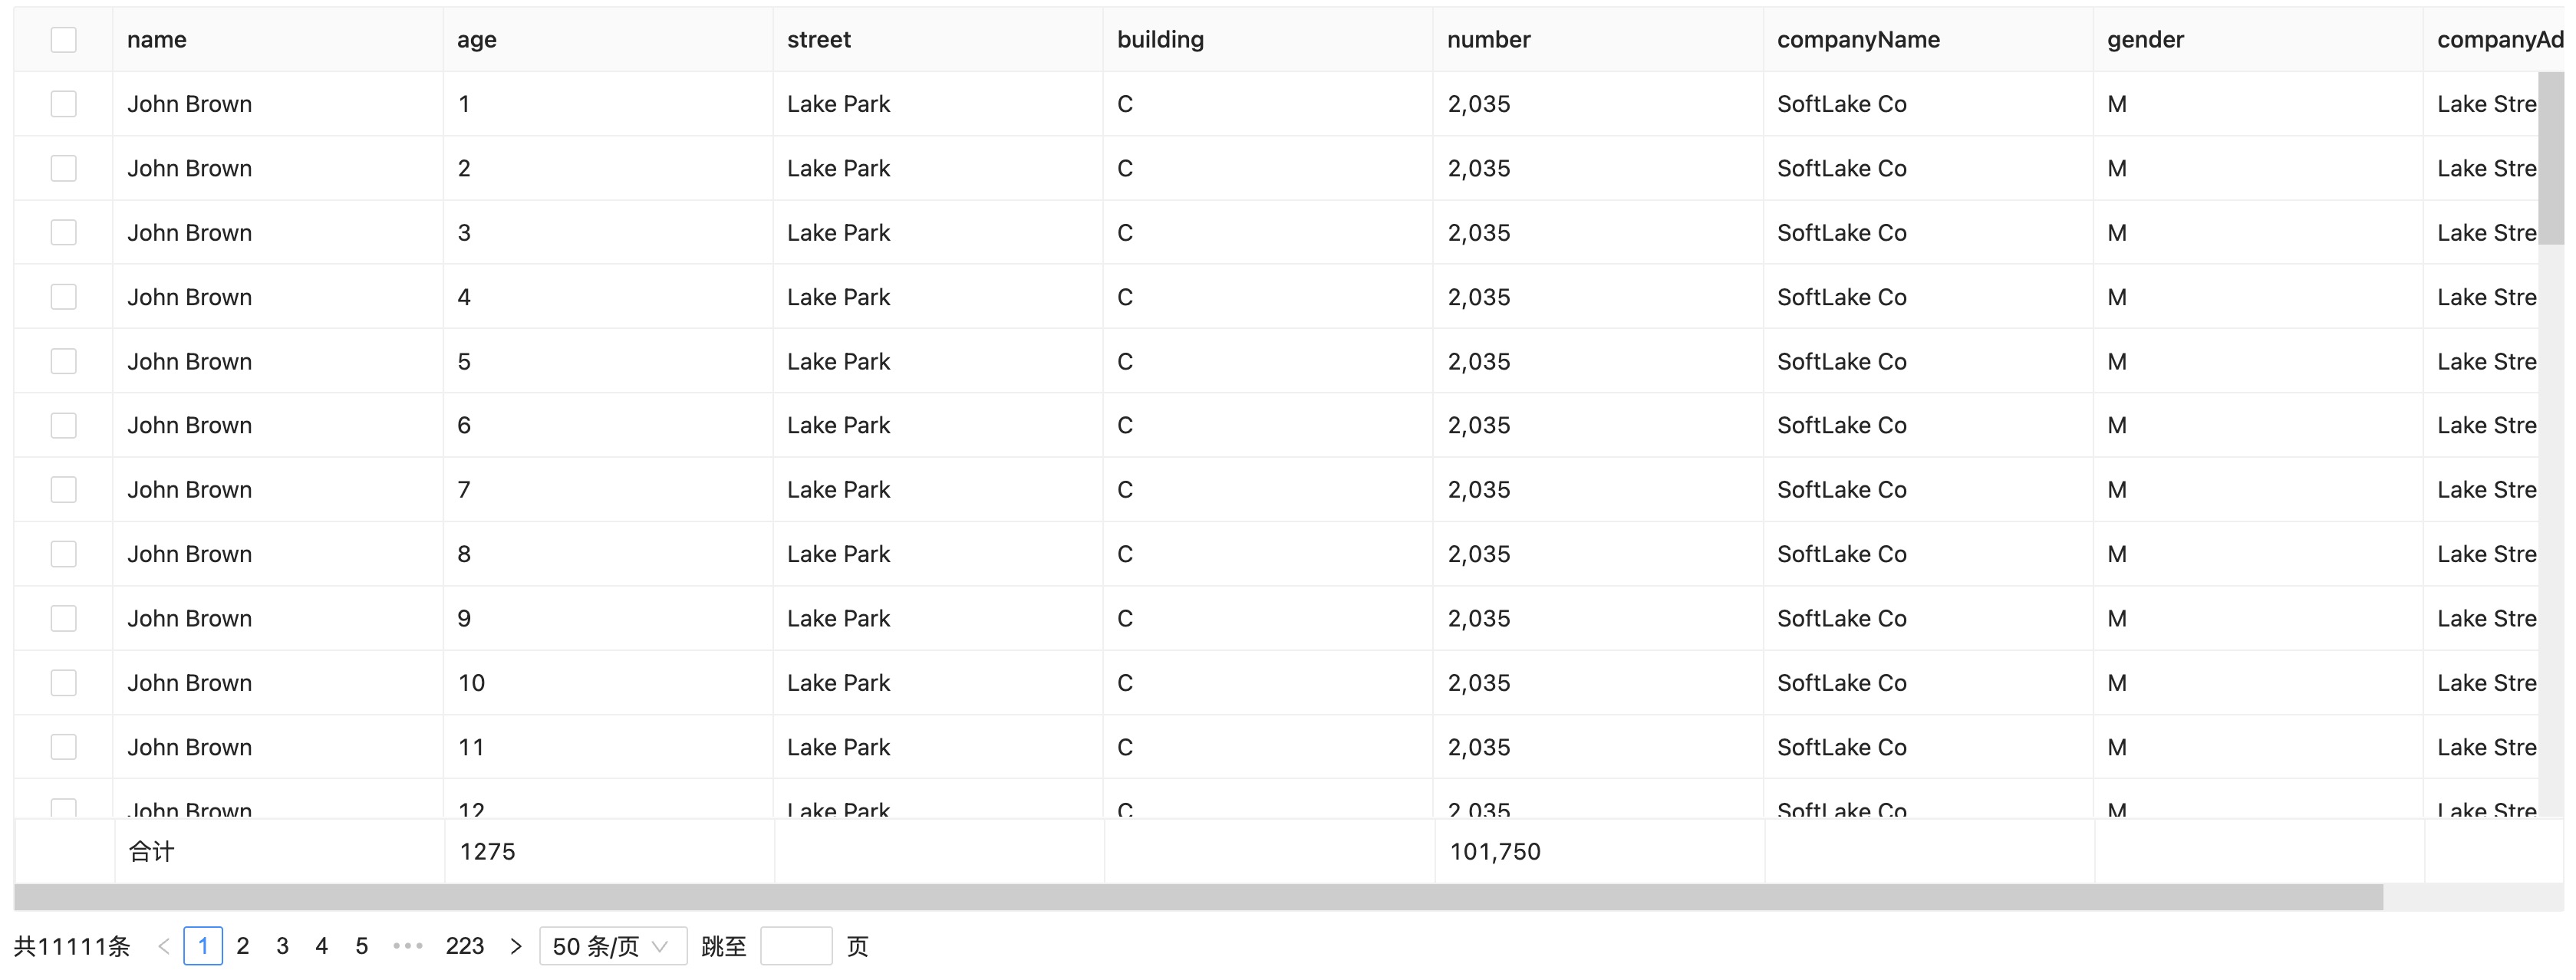 name age street building number companyName gender companyAd
John Brown 1 Lake Park C 2,035 SoftLake Co M Lake Stre
John Brown 2 Lake Park C 2,035 SoftLake Co M Lake Stre
John Brown 3 Lake Park C 2,035 SoftLake Co M Lake Stre
John Brown 4 Lake Park C 2,035 SoftLake Co M Lake Stre
John Brown 5 Lake Park C 2,035 SoftLake Co M Lake Stre
John Brown 6 Lake Park C 2,035 SoftLake Co M Lake Stre
John Brown 7 Lake Park C 2,035 SoftLake Co M Lake Stre
John Brown 8 Lake Park C 2,035 SoftLake Co M Lake Stre
John Brown 9 Lake Park C 2,035 SoftLake Co M Lake Stre
John Brown 10 Lake Park C 2,035 SoftLake Co M Lake Stre
John Brown 11 Lake Park C 2,035 SoftLake Co M Lake Stre
John Brown 12 Lake Park C 2,035 SoftLake Co M Lake Stre
合计 1275 101,750
共11111条 < 1 2 3 4 5 ••• 223 > 50 条/页 跳至 页